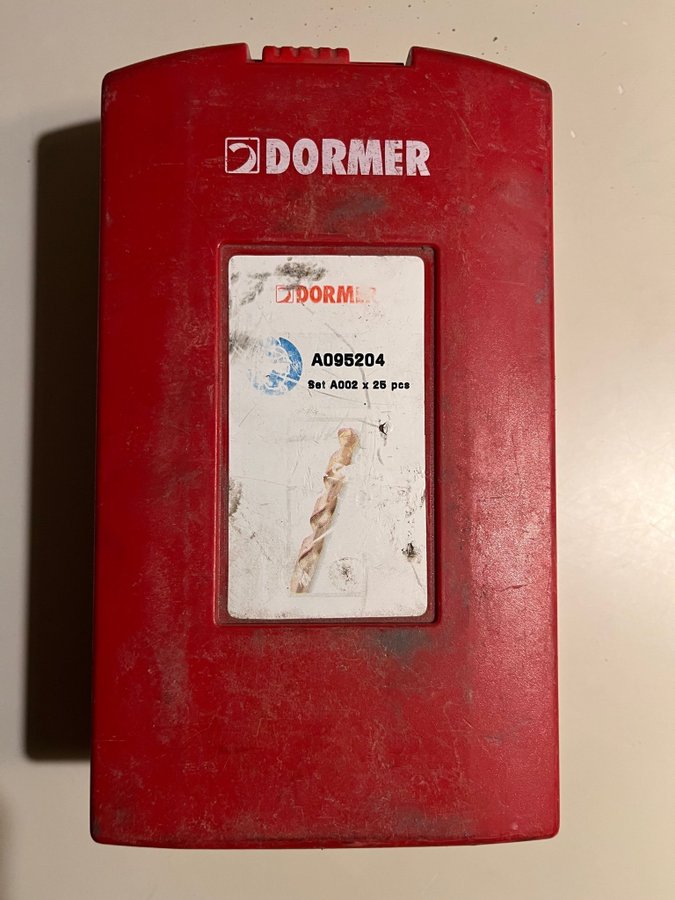 DORMER
DORMER
A095204
Set A002 x 25 pcs